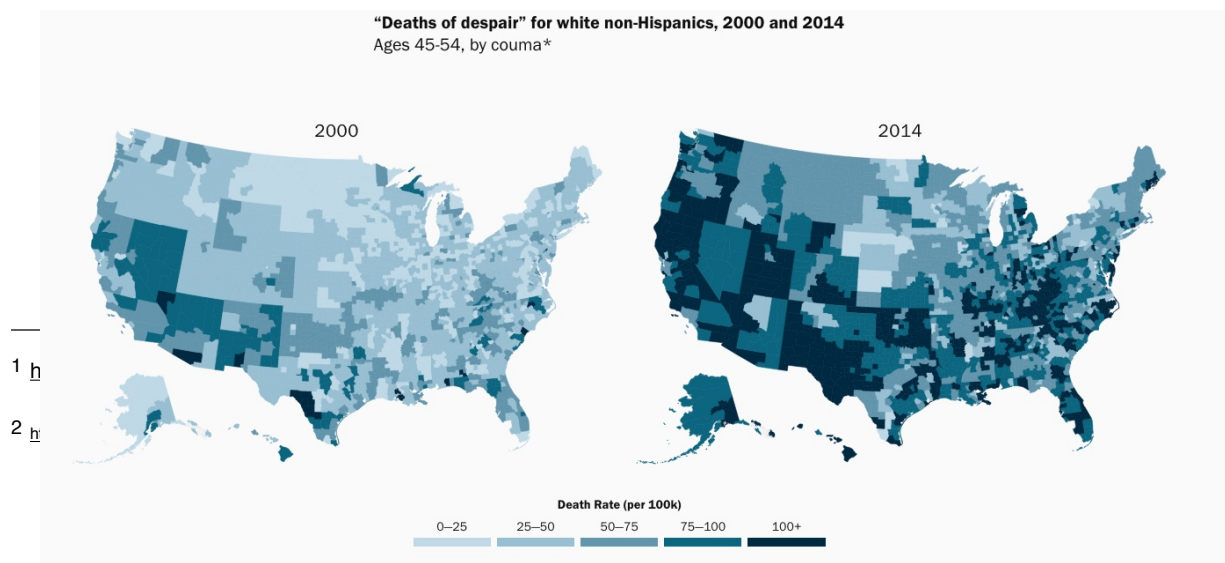 “Deaths of despair” for white non-Hispanics, 2000 and 2014
Ages 45-54, by couma*
2000
2014
1 h
2
Death Rate (per 100k)
0—25
25—50
50—75
75—100
100+